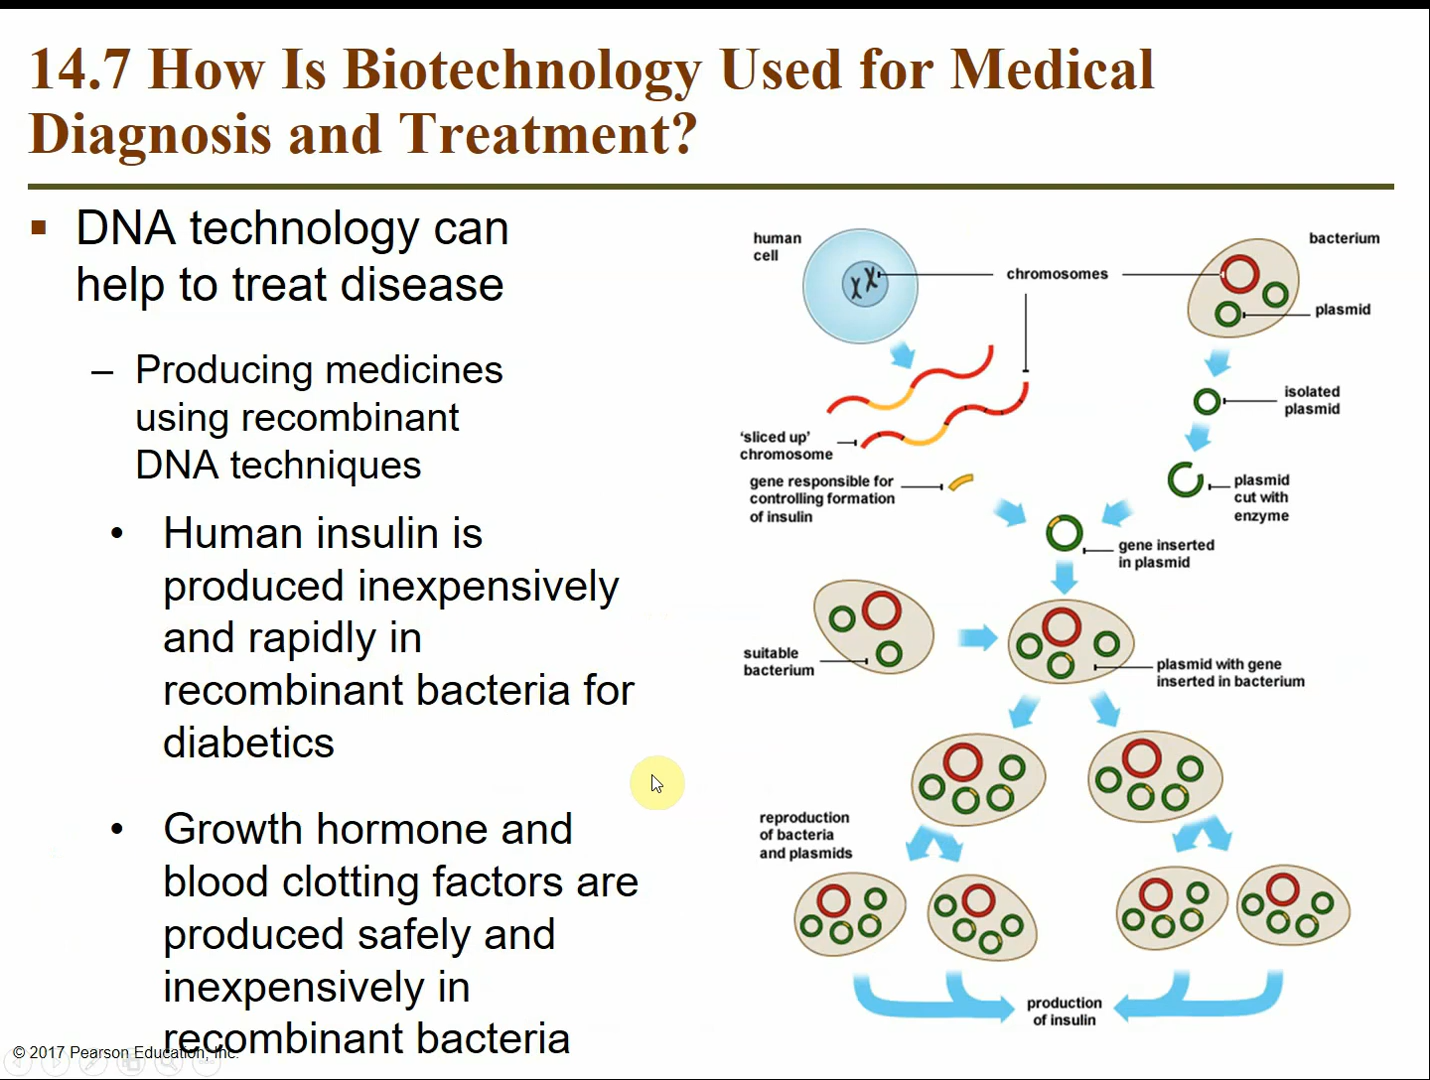 14.7 How Is Biotechnology Used for Medical
Diagnosis and Treatment?
DNA technology can
help to treat disease
– Producing medicines
using recombinant
DNA techniques
• Human insulin is
produced inexpensively
and rapidly in
recombinant bacteria for
diabetics
• Growth hormone and
blood clotting factors are
produced safely and
inexpensively in
recombinant bacteria
human
cell
chromosomes
bacterium
plasmid
isolated
plasmid
‘sliced up’
chromosome
gene responsible for
controlling formation
of insulin
plasmid
cut with
enzyme
gene inserted
in plasmid
suitable
bacterium
plasmid with gene
inserted in bacterium
reproduction
of bacteria
and plasmids
production
of insulin
© 2017 Pearson Education, Inc.